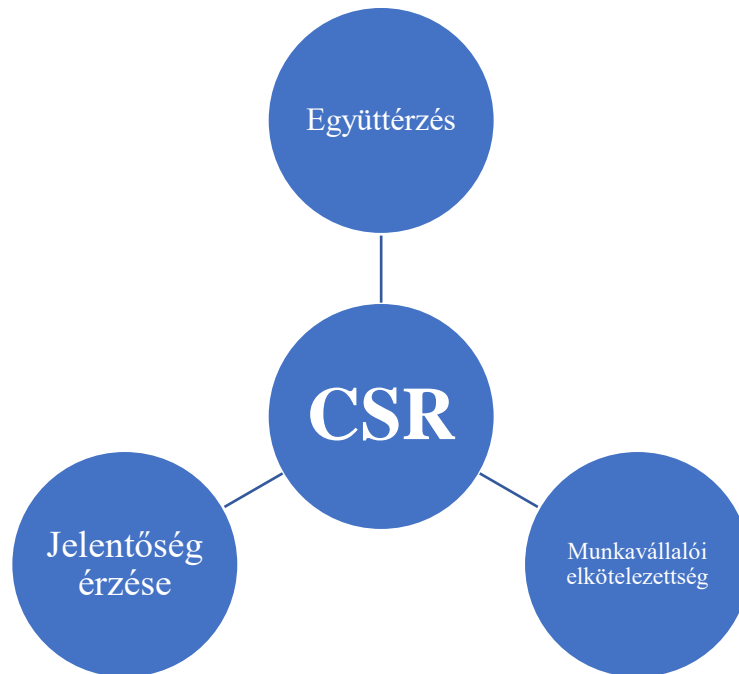 Együttérzés
CSR
Jelentőség
érzése
Munkavállalói
elkötelezettség